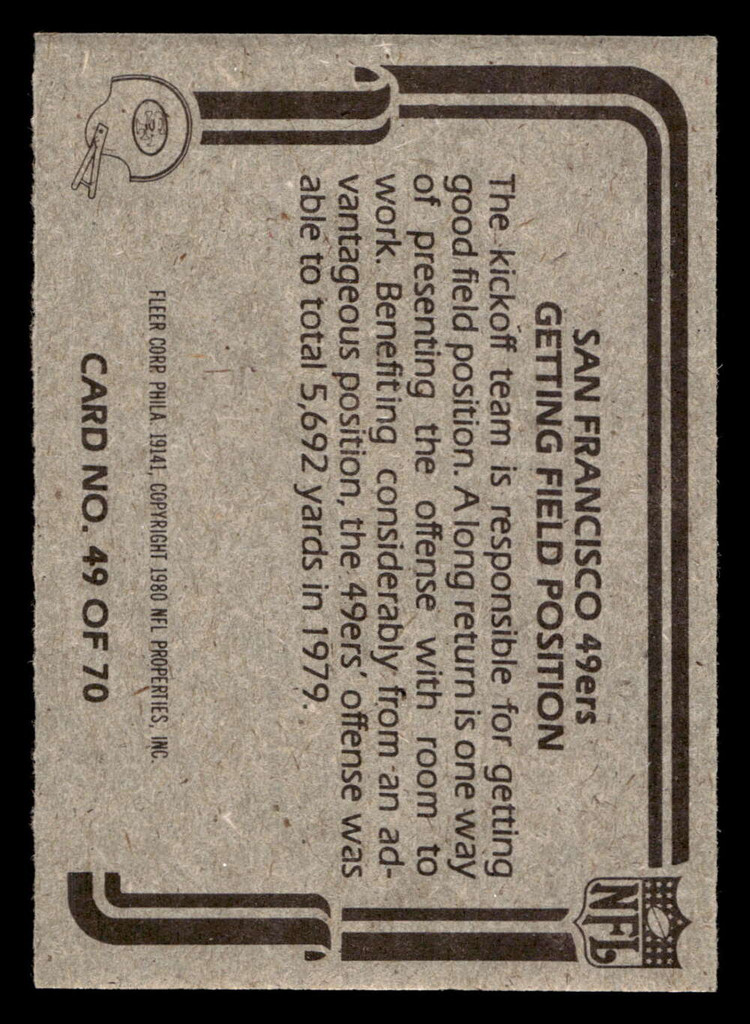 SAN FRANCISCO 49ers
GETTING FIELD POSITION
The kickoff team is responsible for getting
good field position. A long return is one way
of presenting the offense with room to
work. Benefiting considerably from an ad-
vantageous position, the 49ers' offense was
able to total 5,692 yards in 1979.
FLEER CORP PHILA 19141, COPYRIGHT 1980 NFL PROPERTIES, INC.
CARD NO. 49 OF 70
NFL
SF